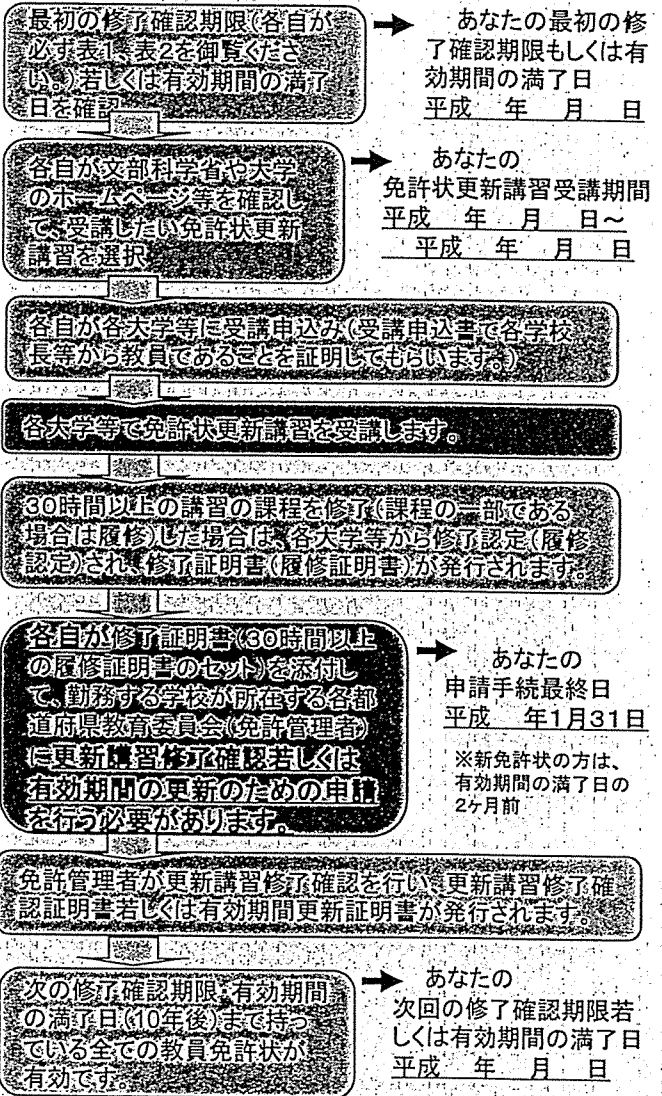 最初の修了確認期限(各自が
必ず表1、表2を御覧くださ
い。)若しくは有効期間の満了
日を確認
あなたの最初の修
了確認期限もしくは有
効期間の満了日
平成 年 月 日
各自が文部科学省や大学
のホームページ等を確認し
て、受講したい免許状更新
講習を選択
あなたの
免許状更新講習受講期間
平成 年 月 日~
平成 年 月 日
各自が各大学等に受講申込み(受講申込書で各学校
長等から教員であることを証明してもらいます。)
各大学等で免許状更新講習を受講します。
30時間以上の講習の課程を修了(課程の一部である
場合は履修)した場合は、各大学等から修了認定(履修
認定)され、修了証明書(履修証明書)が発行されます。
各自が修了証明書(30時間以上
の履修証明書のセット)を添付し
て、勤務する学校が所在する各都
道府県教育委員会(免許管理者)
に更新講習修了確認若しくは
有効期間の更新のための申請
を行う必要があります。
あなたの
申請手続最終日
平成 年1月31日
※新免許状の方は、
有効期間の満了日の
2ヶ月前
免許管理者が更新講習修了確認を行い、更新講習修了確
認証明書若しくは有効期間更新証明書が発行されます。
次の修了確認期限、有効期間
の満了日(10年後)まで持っ
ている全ての教員免許状が
有効です。
あなたの
次回の修了確認期限若
しくは有効期間の満了日
平成 年 月 日